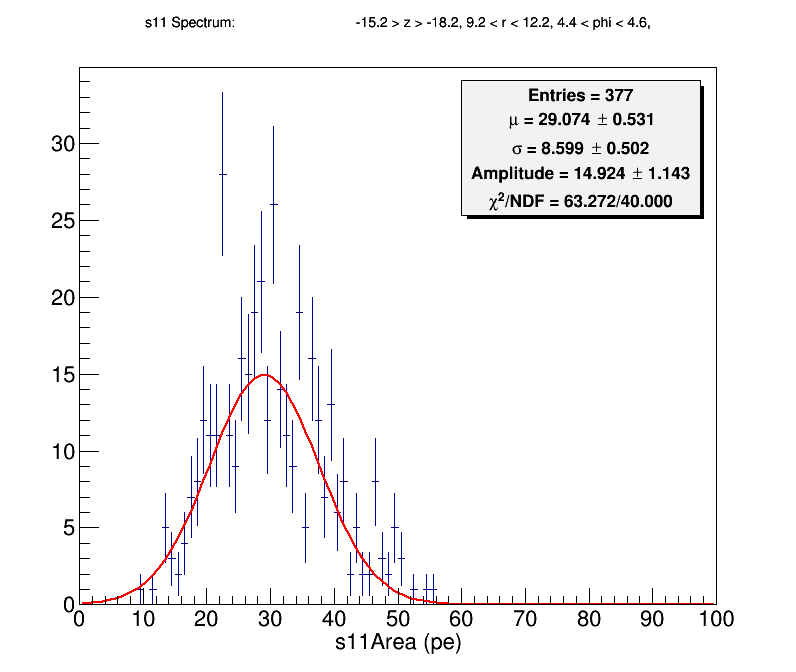 s11 Spectrum: -15.2 > z > -18.2, 9.2 < r < 12.2, 4.4 < phi < 4.6,
Entries = 377
μ = 29.074 ± 0.531
σ = 8.599 ± 0.502
Amplitude = 14.924 ± 1.143
χ²/NDF = 63.272/40.000
30
25
20
15
10
5
0
0 10 20 30 40 50 60 70 80 90 100
s11Area (pe)